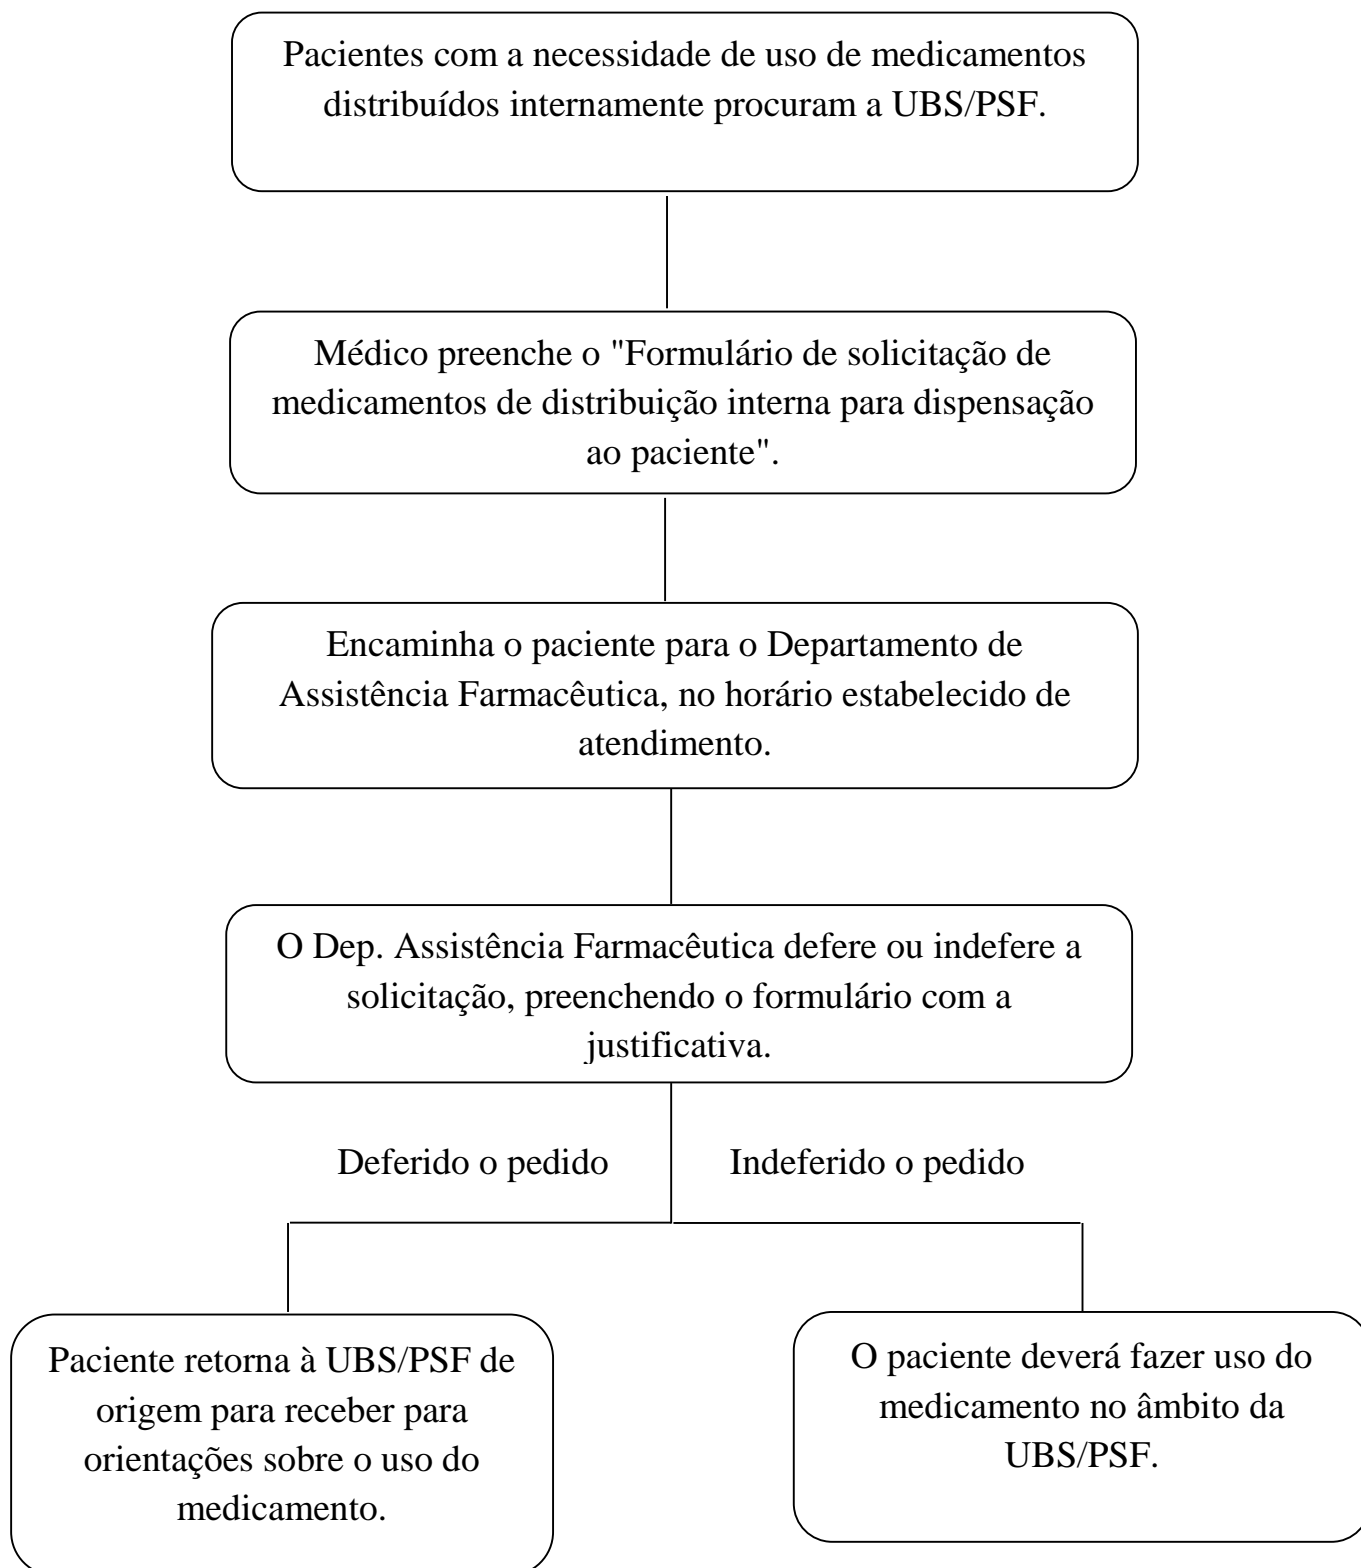 Pacientes com a necessidade de uso de medicamentos
distribuídos internamente procuram a UBS/PSF.
Médico preenche o "Formulário de solicitação de
medicamentos de distribuição interna para dispensação
ao paciente".
Encaminha o paciente para o Departamento de
Assistência Farmacêutica, no horário estabelecido de
atendimento.
O Dep. Assistência Farmacêutica defere ou indefere a
solicitação, preenchendo o formulário com a
justificativa.
Deferido o pedido
Indeferido o pedido
Paciente retorna à UBS/PSF de
origem para receber para
orientações sobre o uso do
medicamento.
O paciente deverá fazer uso do
medicamento no âmbito da
UBS/PSF.